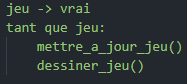 jeu -> vrai
tant que jeu:
    mettre_a_jour_jeu()
    dessiner_jeu()